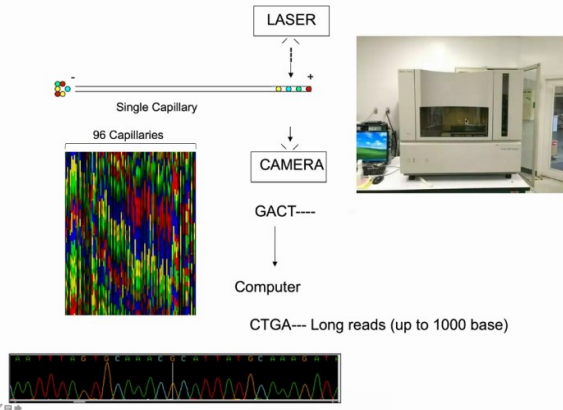 LASER
-
+
Single Capillary
96 Capillaries
CAMERA
GACT----
Computer
CTGA--- Long reads (up to 1000 base)
A A T T T A G T G C A A A C G C A T T A T G C A A A G A T A